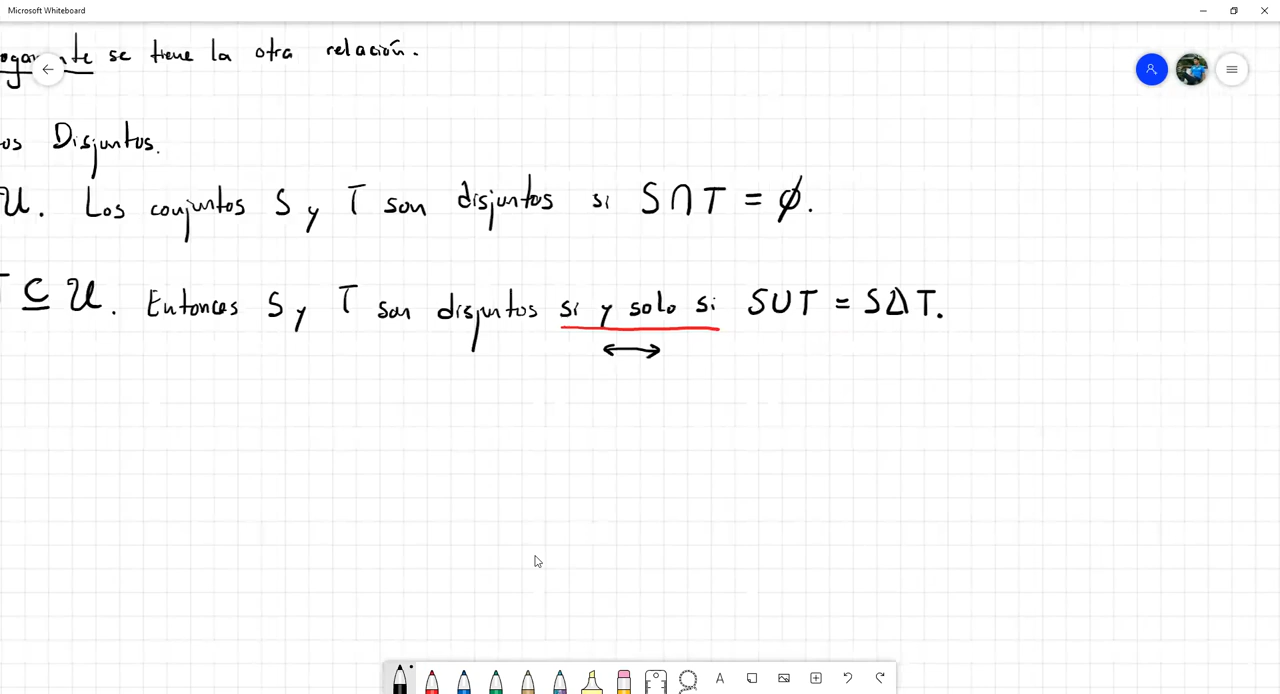 Microsoft Whiteboard
se tiene la otra relación.
os Disjuntos.
U. Los conjuntos S y T son disjuntos si S∩T = ∅.
T ⊆ U. Entonces S y T son disjuntos si y solo si S∪T = S∆T.
↔
A